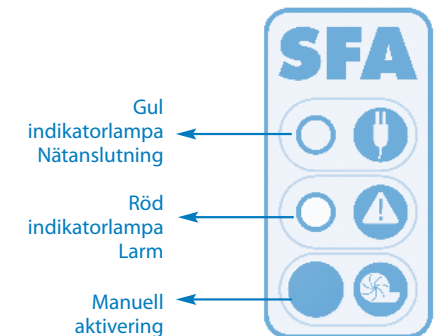 SFA
Gul
indikatorlampa
Nätanslutning
Röd
indikatorlampa
Larm
Manuell
aktivering